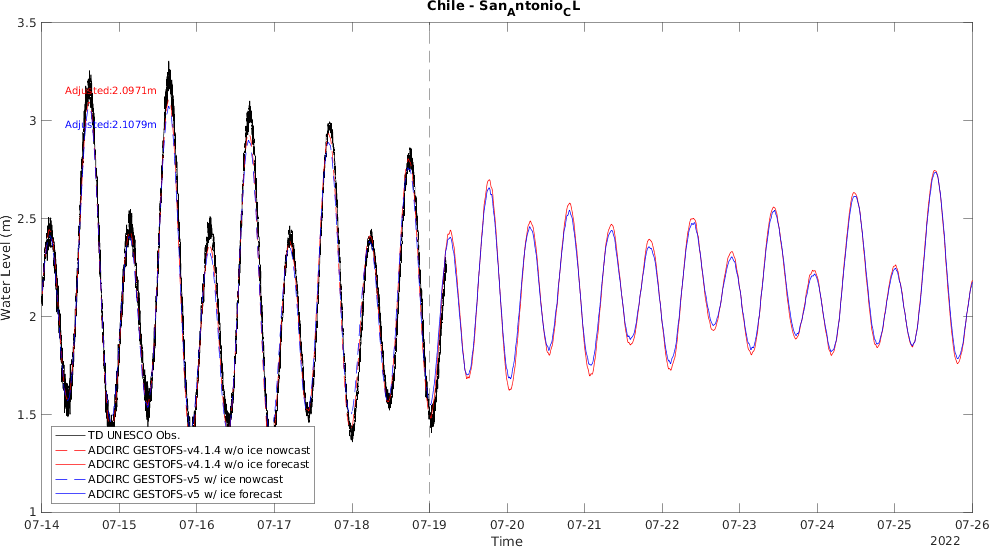 Chile - SanAntonioCL
3.5
3
2.5
2
1.5
1
Water Level (m)
Adjusted:2.0971m
Adjusted:2.1079m
TD UNESCO Obs.
ADCIRC GESTOFS-v4.1.4 w/o ice nowcast
ADCIRC GESTOFS-v4.1.4 w/o ice forecast
ADCIRC GESTOFS-v5 w/ ice nowcast
ADCIRC GESTOFS-v5 w/ ice forecast
07-14 07-15 07-16 07-17 07-18 07-19 07-20 07-21 07-22 07-23 07-24 07-25 07-26
Time
2022